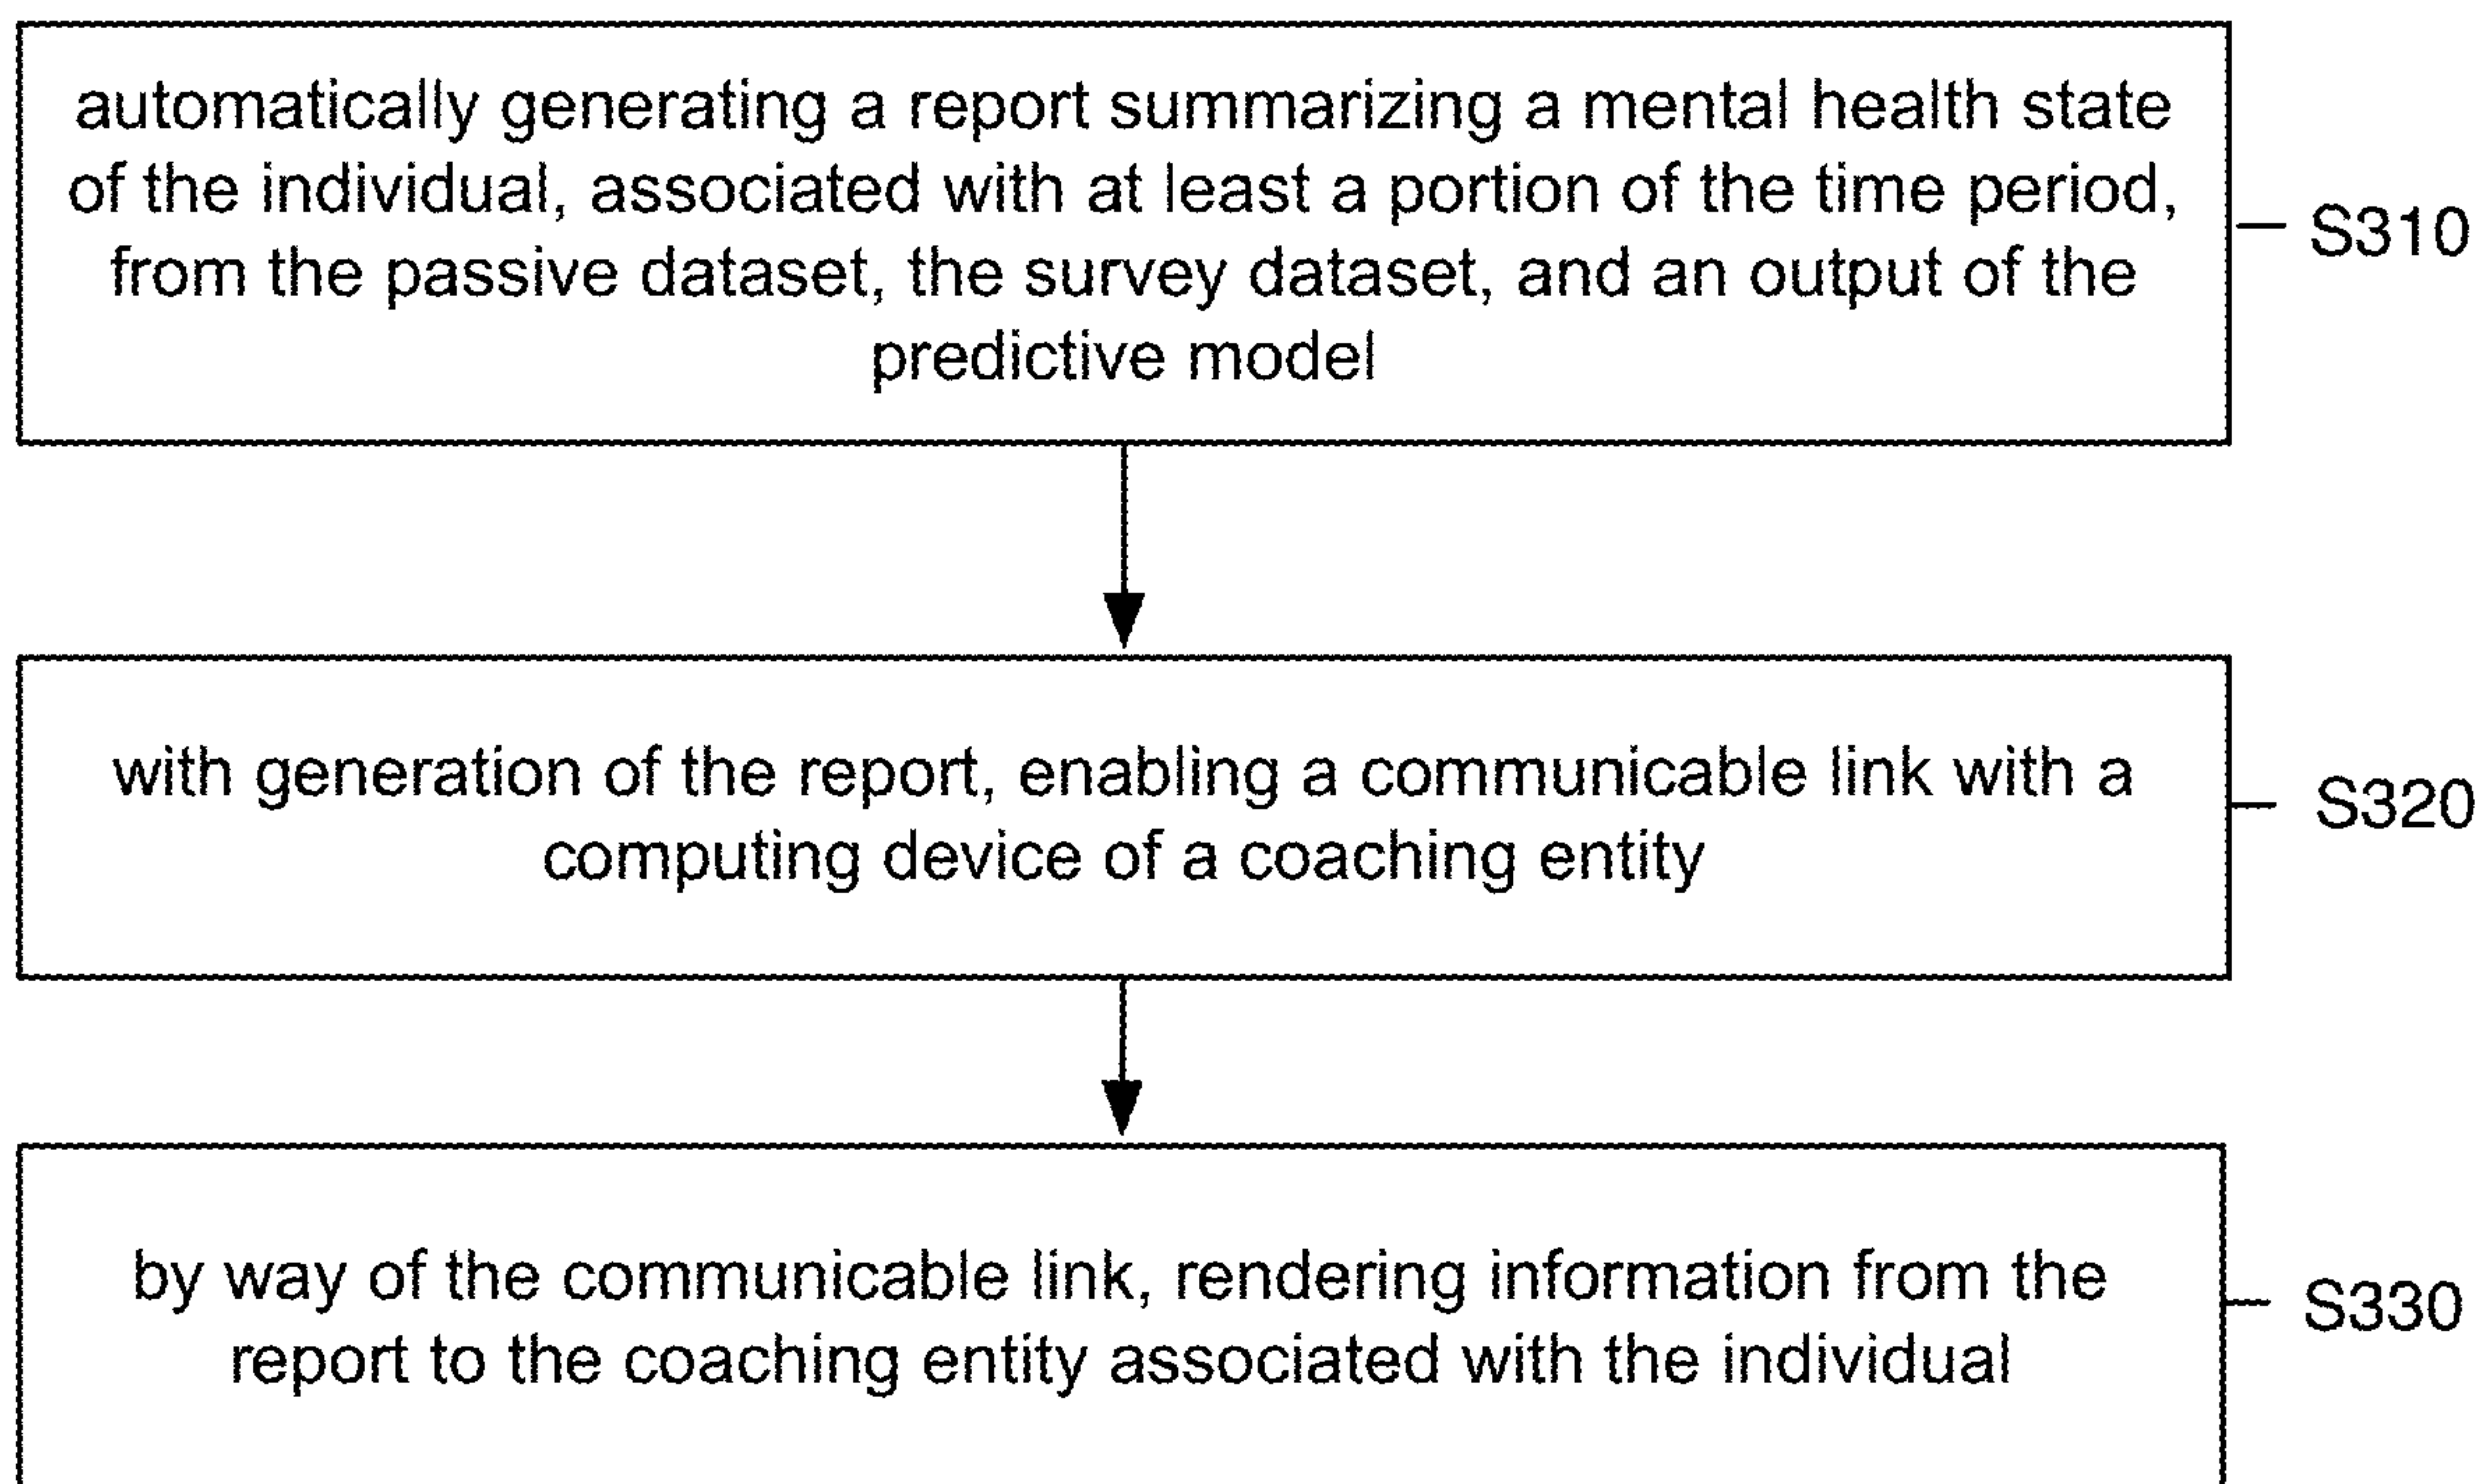 automatically generating a report summarizing a mental health state
of the individual, associated with at least a portion of the time period,
from the passive dataset, the survey dataset, and an output of the
predictive model
S310
with generation of the report, enabling a communicable link with a
computing device of a coaching entity
S320
by way of the communicable link, rendering information from the
report to the coaching entity associated with the individual
S330